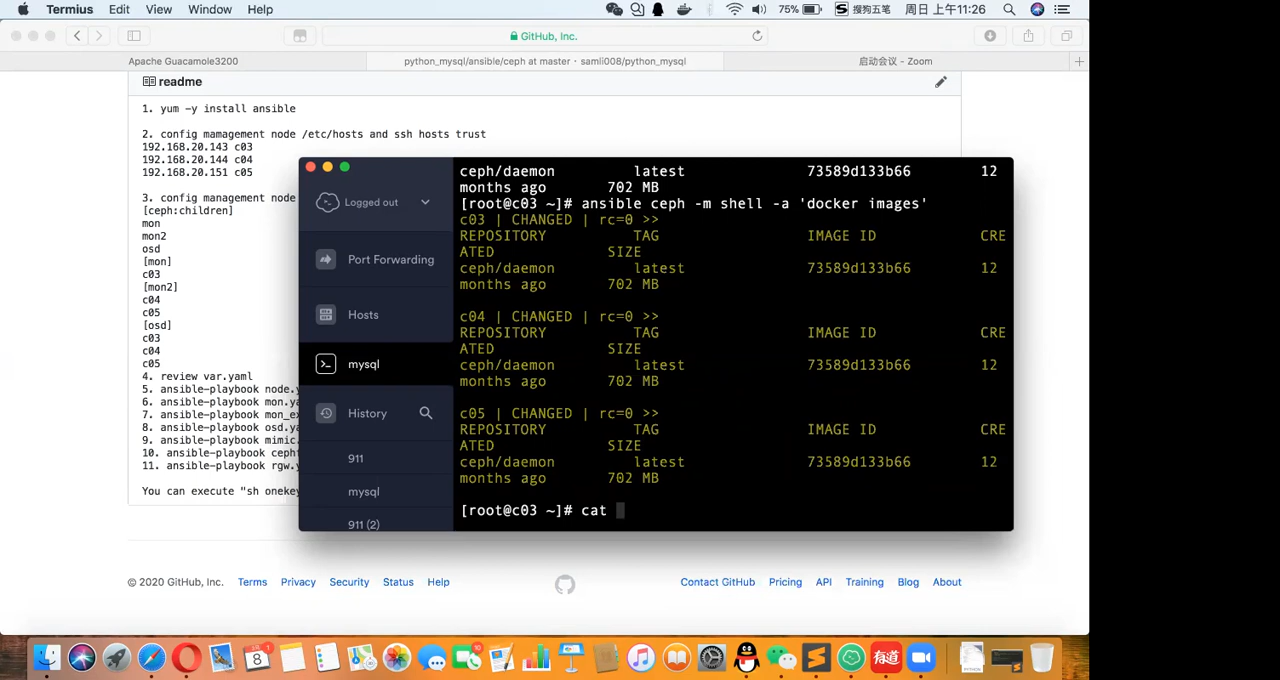 Termius Edit View Window Help 75% 搜狗五笔 周日 上午11:26
GitHub, Inc.
Apache Guacamole3200 python_mysql/ansible/ceph at master · samli008/python_mysql 启动会议 - Zoom
readme
1. yum -y install ansible
2. config mamagement node /etc/hosts and ssh hosts trust
192.168.20.143 c03
192.168.20.144 c04
192.168.20.151 c05
3. config mamagement node
[ceph:children]
mon
mon2
osd
[mon]
c03
[mon2]
c04
c05
[osd]
c03
c04
c05
4. review var.yaml
5. ansible-playbook node.y
6. ansible-playbook mon.ya
7. ansible-playbook mon_ex
8. ansible-playbook osd.ya
9. ansible-playbook mimic.
10. ansible-playbook cephf
11. ansible-playbook rgw.y
You can execute "sh onekey
Logged out
Port Forwarding
Hosts
mysql
History
911
mysql
911 (2)
ceph/daemon latest 73589d133b66 12
months ago 702 MB
[root@c03 ~]# ansible ceph -m shell -a 'docker images'
c03 | CHANGED | rc=0 >>
REPOSITORY TAG IMAGE ID CRE
ATED SIZE
ceph/daemon latest 73589d133b66 12
months ago 702 MB
c04 | CHANGED | rc=0 >>
REPOSITORY TAG IMAGE ID CRE
ATED SIZE
ceph/daemon latest 73589d133b66 12
months ago 702 MB
c05 | CHANGED | rc=0 >>
REPOSITORY TAG IMAGE ID CRE
ATED SIZE
ceph/daemon latest 73589d133b66 12
months ago 702 MB
[root@c03 ~]# cat
© 2020 GitHub, Inc. Terms Privacy Security Status Help Contact GitHub Pricing API Training Blog About
8 有道